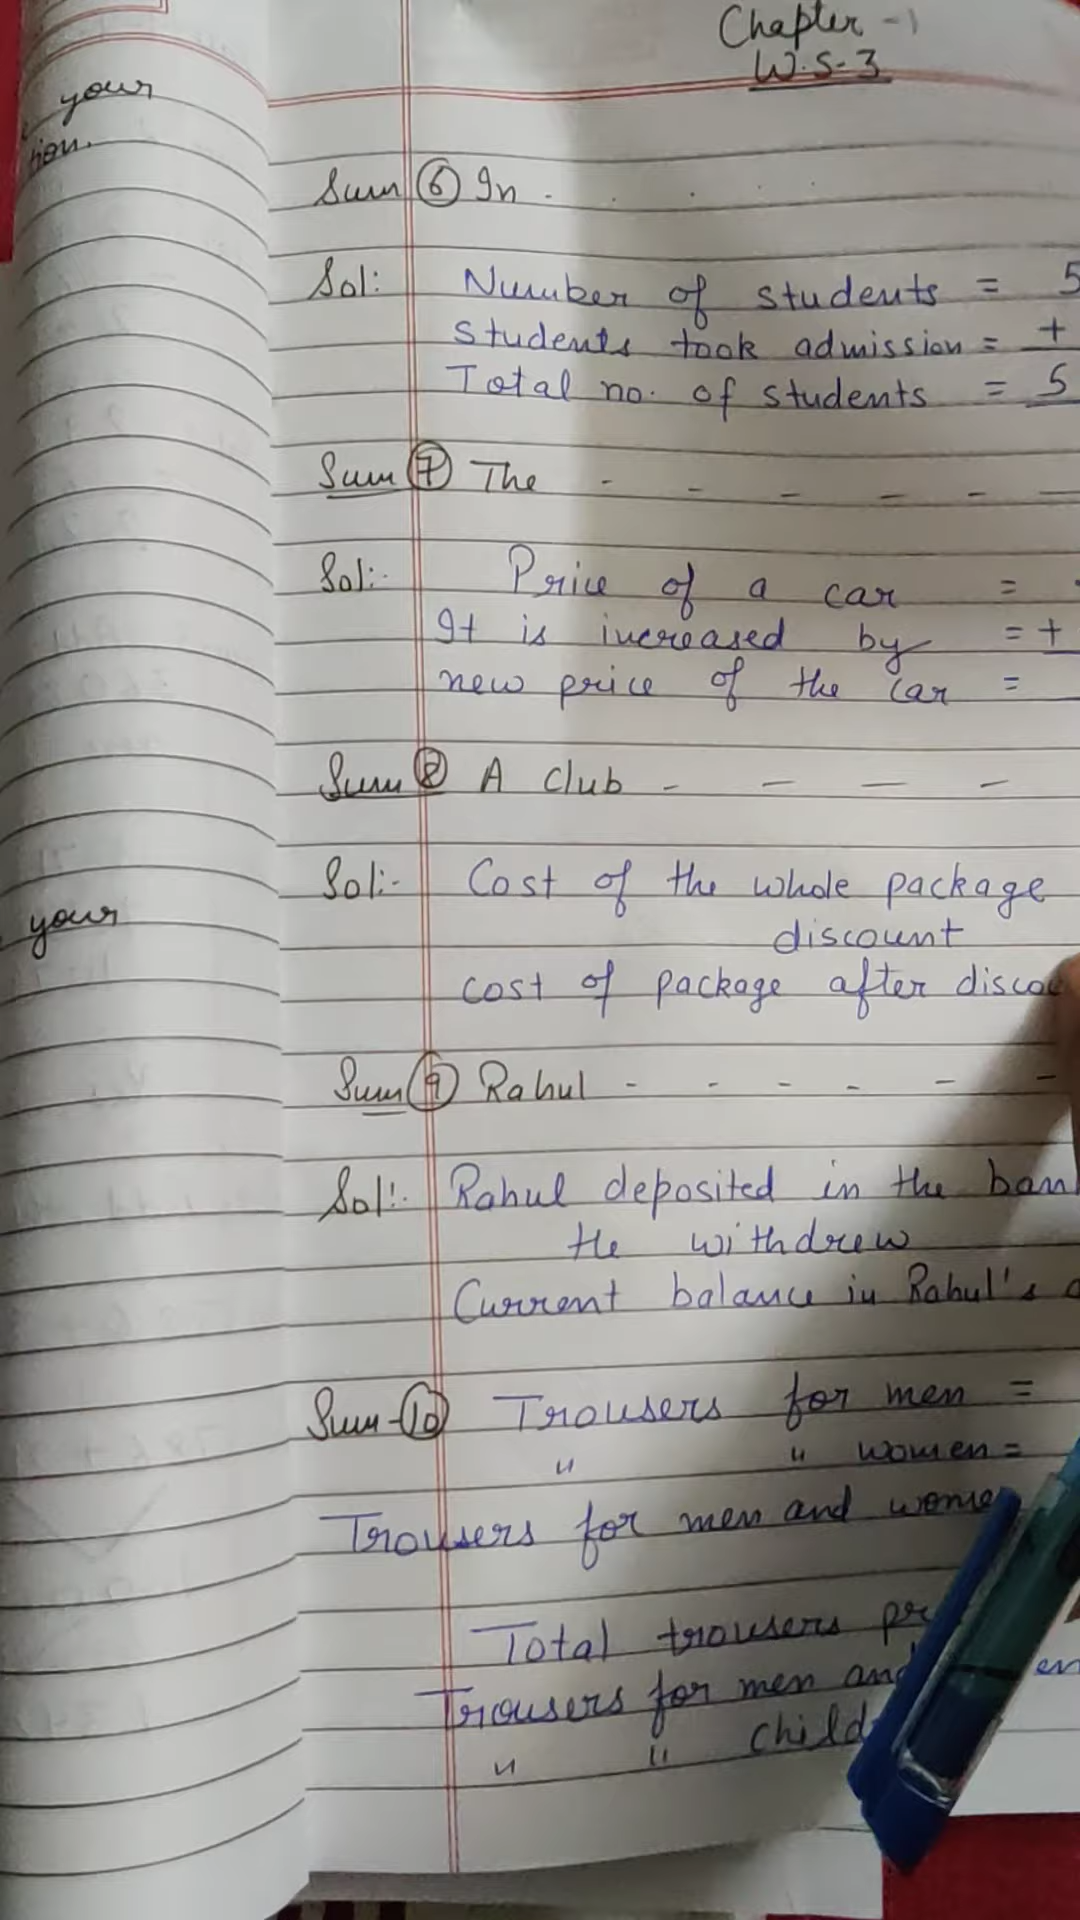 Chapter - 1
W.S-3
your
tion.
Sum 6 In - . . . .
Sol: Number of students = 5
Students took admission = +
Total no. of students = 5
Sum 7 The - - - - - -
Sol:- Price of a car =
It is increased by = +
new price of the car =
Sum 8 A club - - - -
Sol:- Cost of the whole package
your
discount
cost of package after discou
Sum 9 Rahul - - - - - -
Sol:- Rahul deposited in the ban
He withdrew
Current balance in Rahul's a
Sum-10 Trousers for men =
" " women =
Trousers for men and women
Total trousers pr
Trousers for men and en
" " child